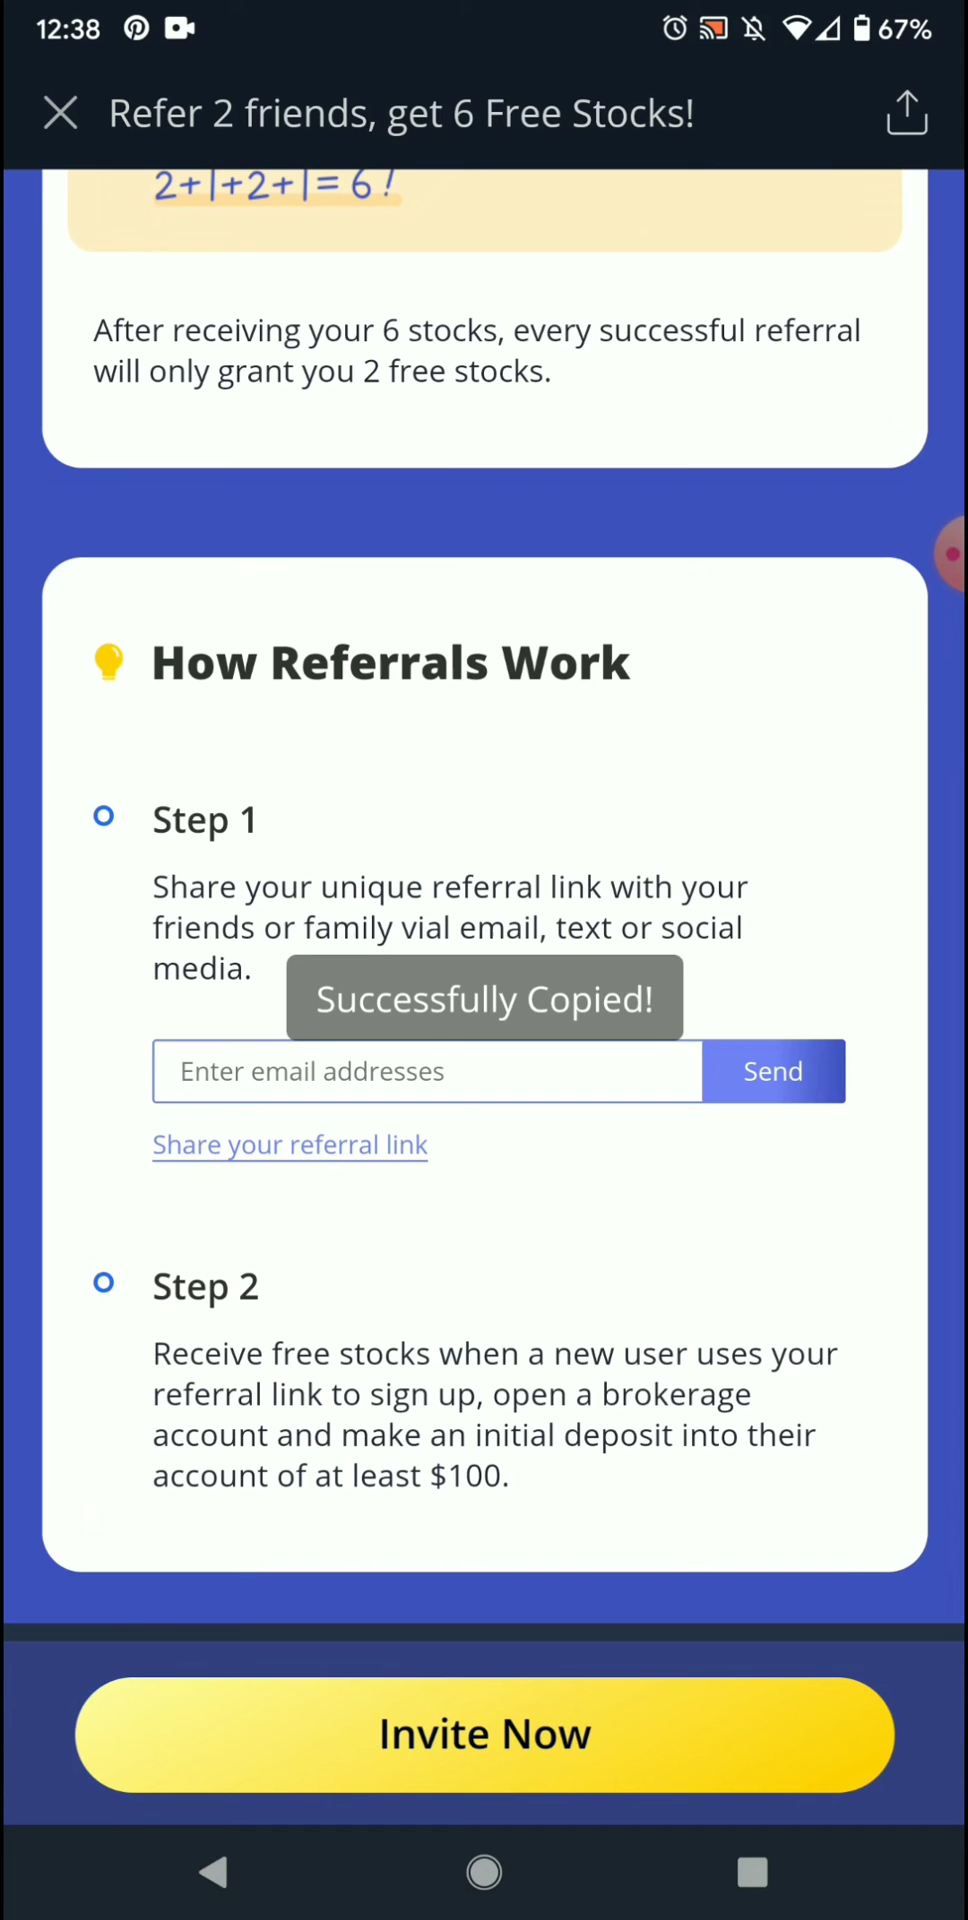 12:38
67%
Refer 2 friends, get 6 Free Stocks!
2+1+2+1= 6 !
After receiving your 6 stocks, every successful referral
will only grant you 2 free stocks.
How Referrals Work
Step 1
Share your unique referral link with your
friends or family vial email, text or social
media.
Successfully Copied!
Enter email addresses
Send
Share your referral link
Step 2
Receive free stocks when a new user uses your
referral link to sign up, open a brokerage
account and make an initial deposit into their
account of at least $100.
Invite Now